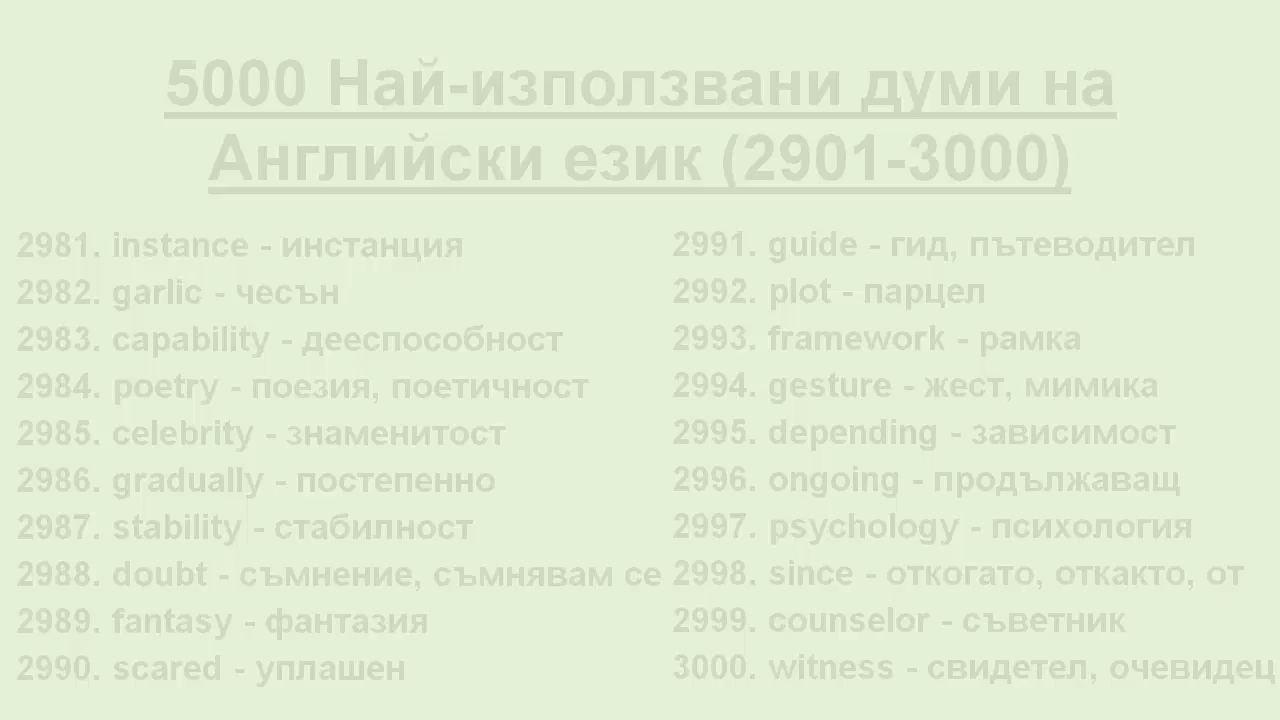 5000 Най-използвани думи на
Английски език (2901-3000)
2981. instance - инстанция
2982. garlic - чесън
2983. capability - дееспособност
2984. poetry - поезия, поетичност
2985. celebrity - знаменитост
2986. gradually - постепенно
2987. stability - стабилност
2988. doubt - съмнение, съмнявам се
2989. fantasy - фантазия
2990. scared - уплашен
2991. guide - гид, пътеводител
2992. plot - парцел
2993. framework - рамка
2994. gesture - жест, мимика
2995. depending - зависимост
2996. ongoing - продължаващ
2997. psychology - психология
2998. since - откогато, откакто, от
2999. counselor - съветник
3000. witness - свидетел, очевидец